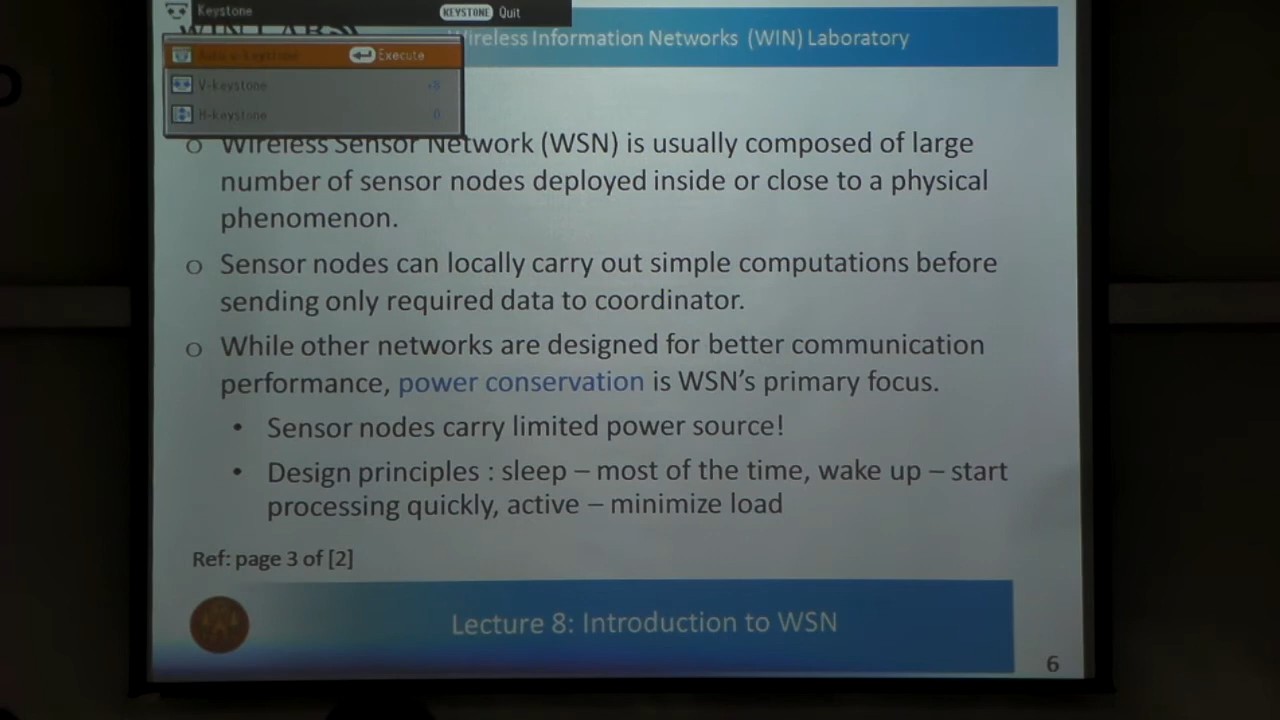 Keystone KEYSTONE Quit
WIN LABS
Wireless Information Networks (WIN) Laboratory
Execute
V-keystone
H-keystone 0
o Wireless Sensor Network (WSN) is usually composed of large
number of sensor nodes deployed inside or close to a physical
phenomenon.
o Sensor nodes can locally carry out simple computations before
sending only required data to coordinator.
o While other networks are designed for better communication
performance, power conservation is WSN's primary focus.
• Sensor nodes carry limited power source!
• Design principles : sleep – most of the time, wake up – start
processing quickly, active – minimize load
Ref: page 3 of [2]
Lecture 8: Introduction to WSN
6